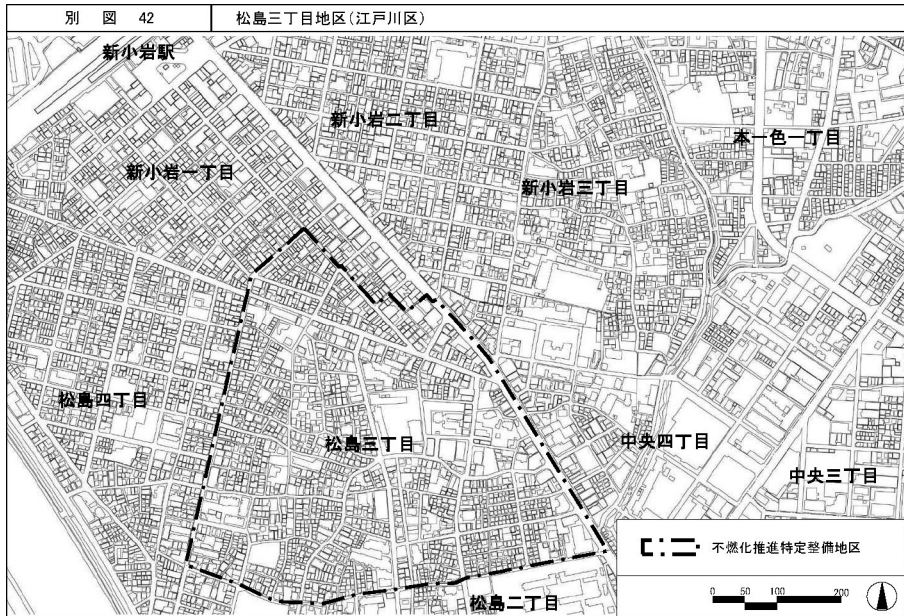 別 図 42
松島三丁目地区(江戸川区)
新小岩駅
新小岩二丁目
本一色一丁目
新小岩一丁目
新小岩三丁目
松島四丁目
松島三丁目
中央四丁目
中央三丁目
不燃化推進特定整備地区
松島二丁目
0 50 100 200